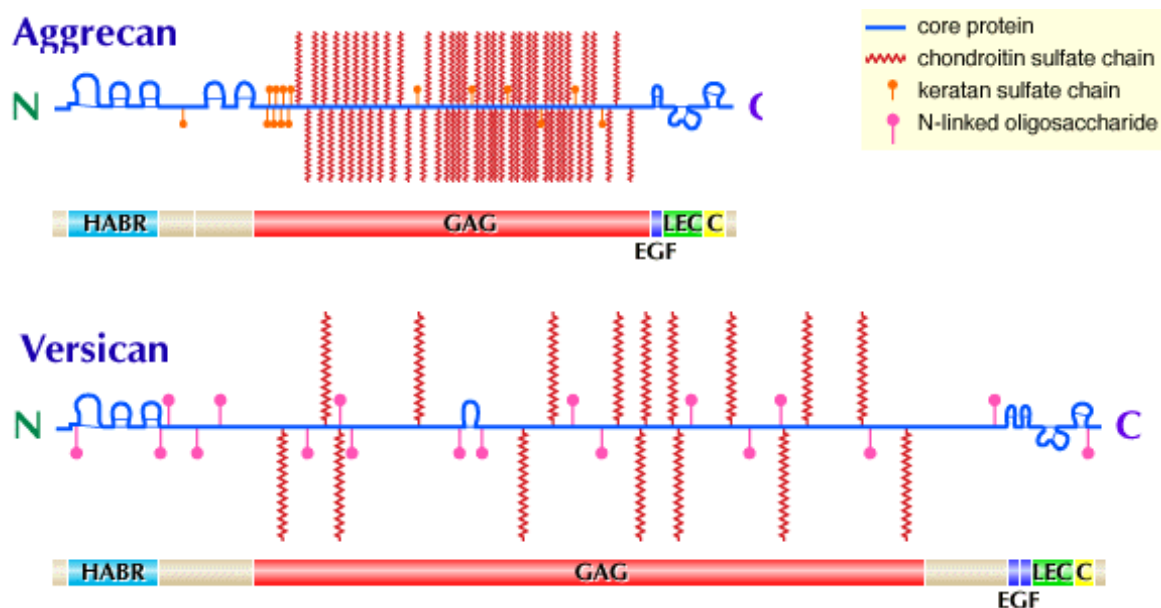 Aggrecan
core protein
chondroitin sulfate chain
keratan sulfate chain
N-linked oligosaccharide
N C
HABR GAG LEC C
EGF
Versican
N C
HABR GAG LEC C
EGF